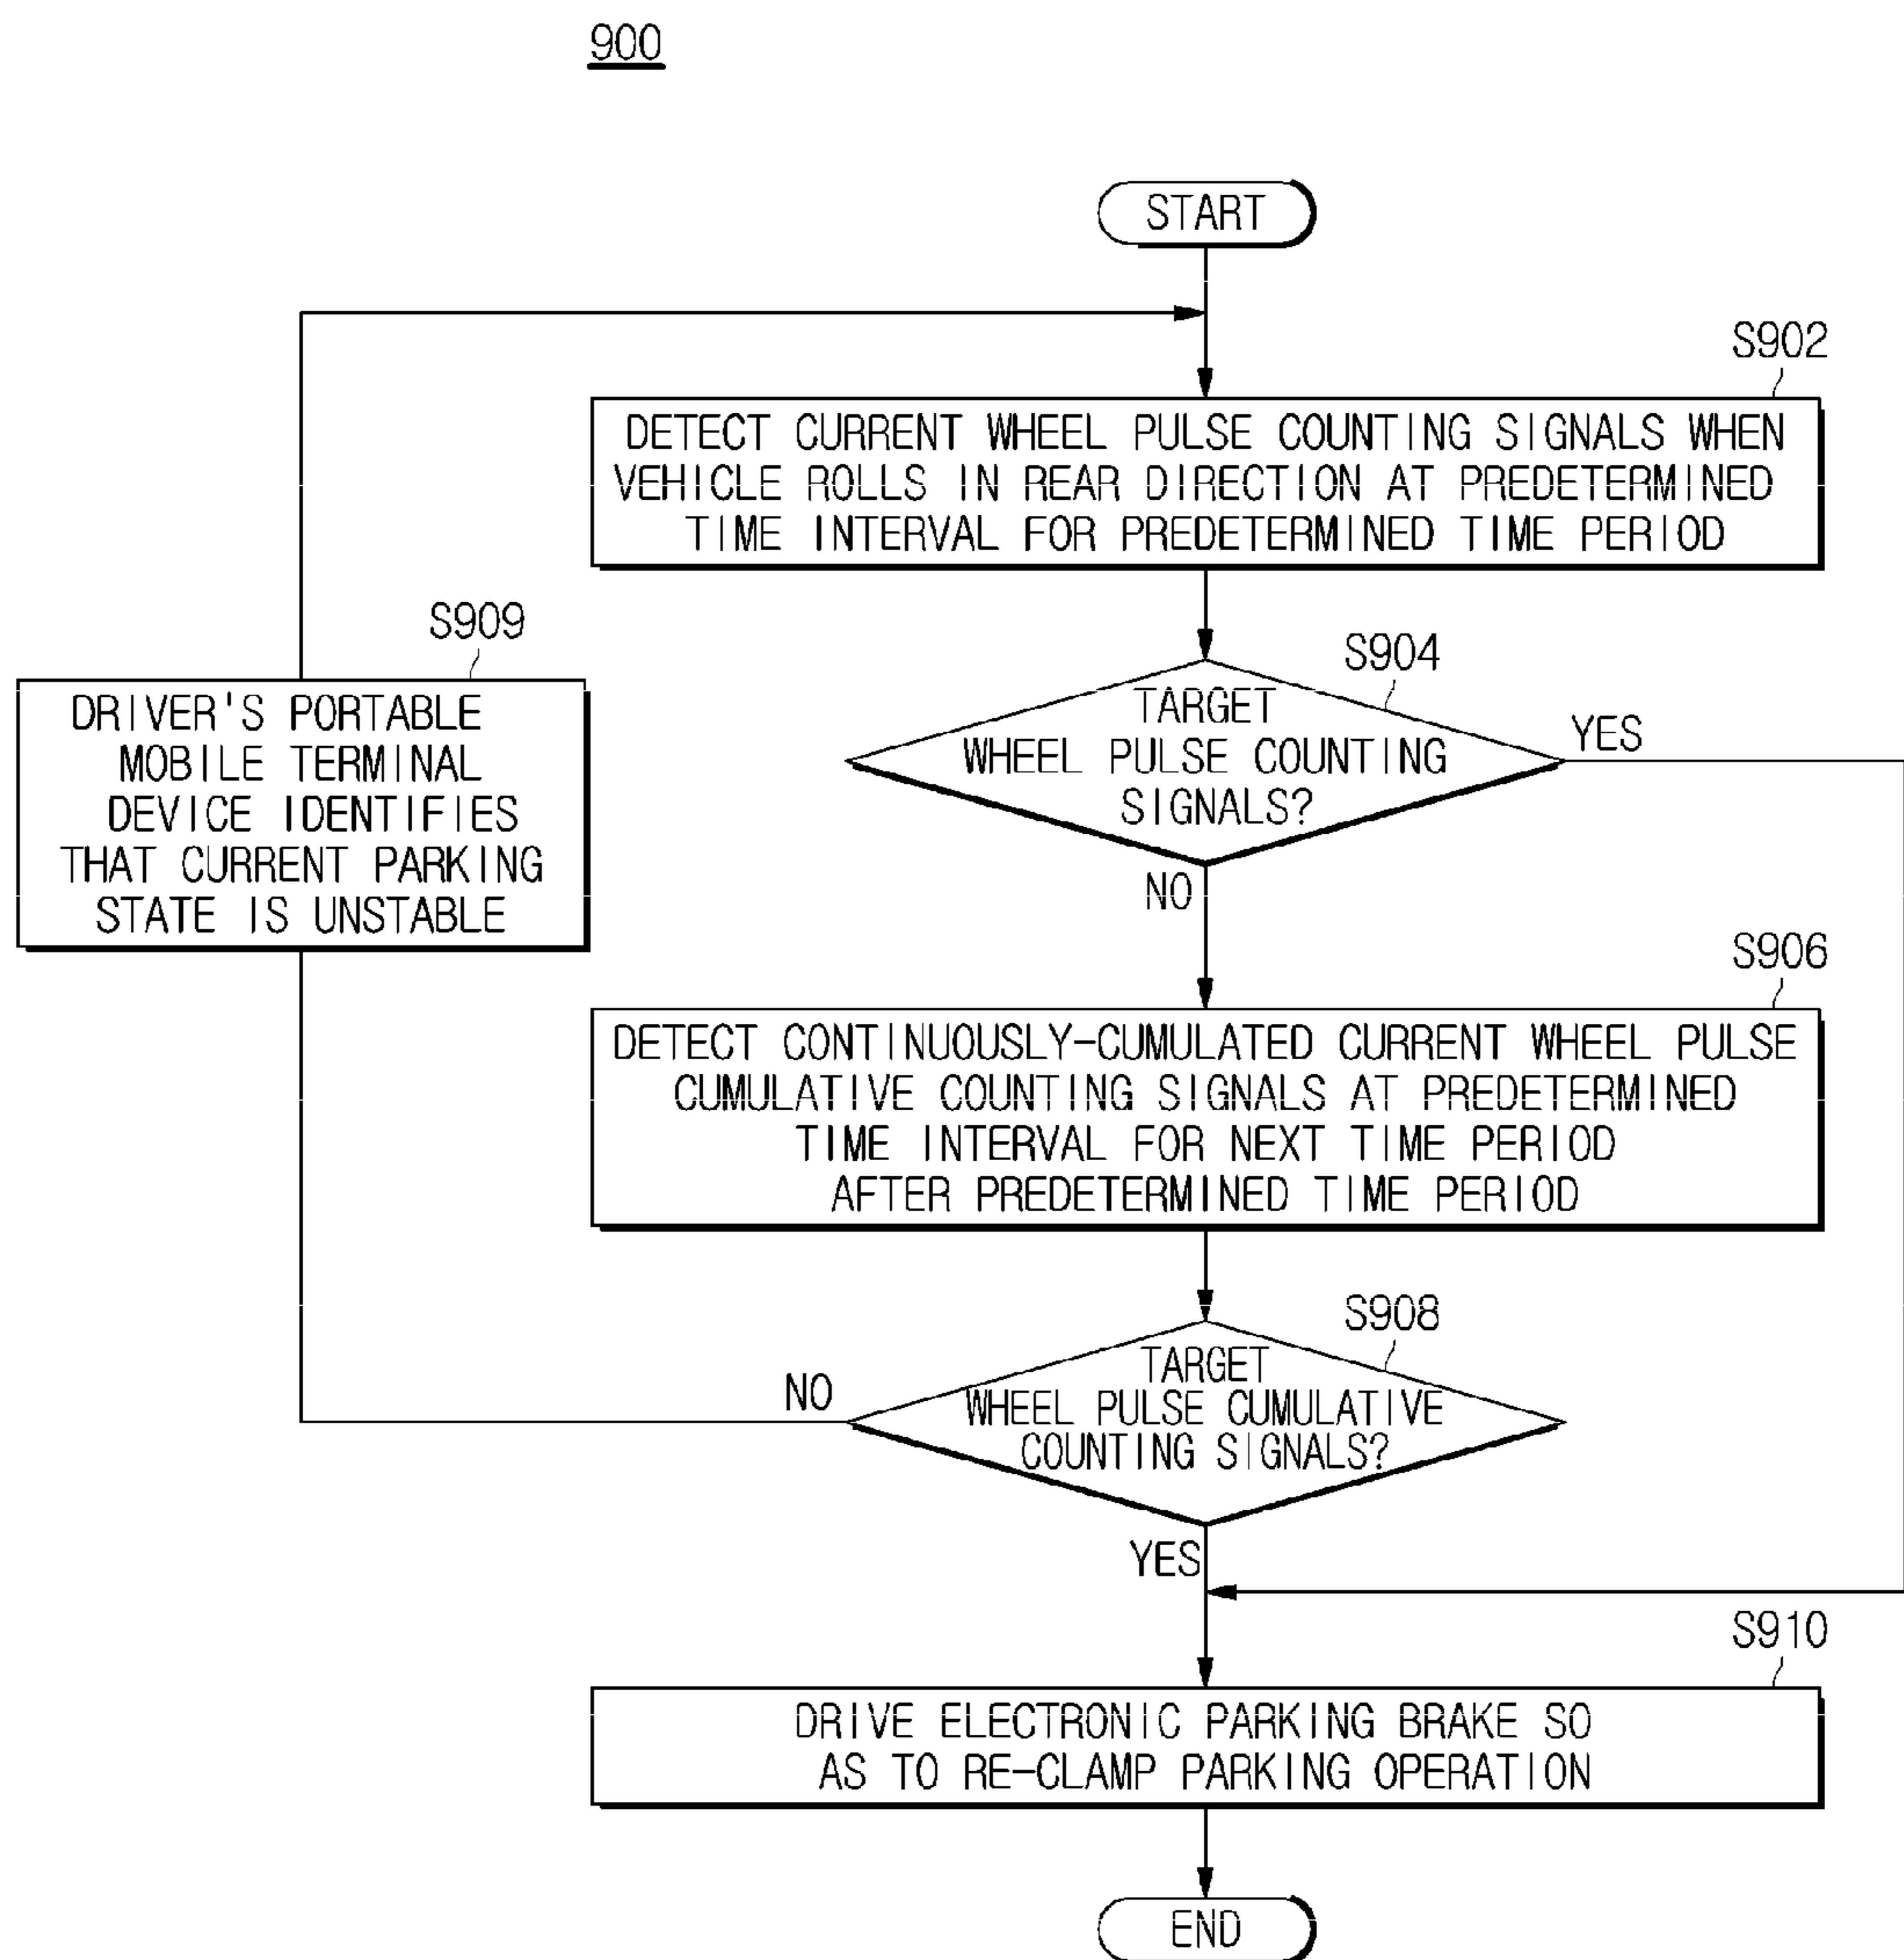 900
START
S902
DETECT CURRENT WHEEL PULSE COUNTING SIGNALS WHEN
VEHICLE ROLLS IN REAR DIRECTION AT PREDETERMINED
TIME INTERVAL FOR PREDETERMINED TIME PERIOD
S909
DRIVER'S PORTABLE
MOBILE TERMINAL
DEVICE IDENTIFIES
THAT CURRENT PARKING
STATE IS UNSTABLE
S904
TARGET
WHEEL PULSE COUNTING
SIGNALS?
YES
NO
S906
DETECT CONTINUOUSLY-CUMULATED CURRENT WHEEL PULSE
CUMULATIVE COUNTING SIGNALS AT PREDETERMINED
TIME INTERVAL FOR NEXT TIME PERIOD
AFTER PREDETERMINED TIME PERIOD
S908
TARGET
WHEEL PULSE CUMULATIVE
COUNTING SIGNALS?
NO
YES
S910
DRIVE ELECTRONIC PARKING BRAKE SO
AS TO RE-CLAMP PARKING OPERATION
END